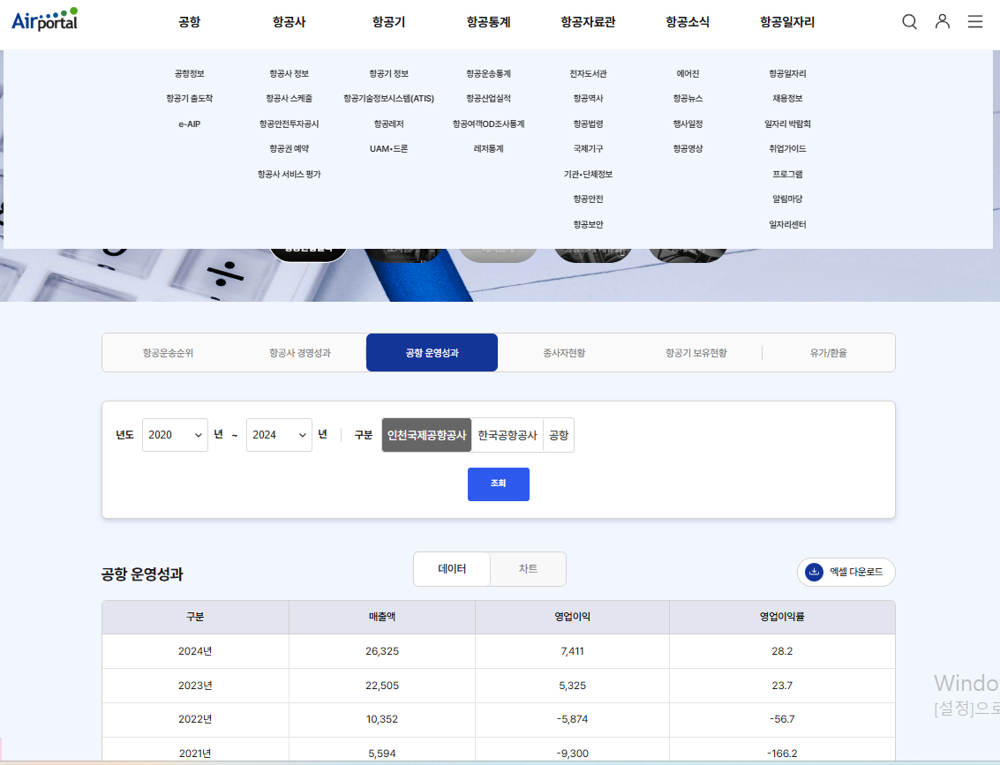 Airportal
공항 항공사 항공기 항공통계 항공자료관 항공소식 항공일자리
공항정보 항공사 정보 항공기 정보 항공운송통계 전자도서관 에어진 항공일자리
항공기 출도착 항공사 스케줄 항공기술정보시스템(ATIS) 항공산업실적 항공역사 항공뉴스 채용정보
e-AIP 항공안전투자공시 항공레저 항공여객OD조사통계 항공법령 행사일정 일자리 박람회
항공권 예약 UAM•드론 레저통계 국제기구 항공영상 취업가이드
항공사 서비스 평가 기관•단체정보 프로그램
항공안전 알림마당
항공보안 일자리센터
항공운송순위 항공사 경영성과 공항 운영성과 종사자현황 항공기 보유현황 유가/환율
년도 2020 년 ~ 2024 년 구분 인천국제공항공사 한국공항공사 공항
조회
공항 운영성과 데이터 차트 엑셀 다운로드
구분 매출액 영업이익 영업이익률
2024년 26,325 7,411 28.2
2023년 22,505 5,325 23.7
2022년 10,352 -5,874 -56.7
2021년 5,594 -9,300 -166.2
Windo
[설정]으로